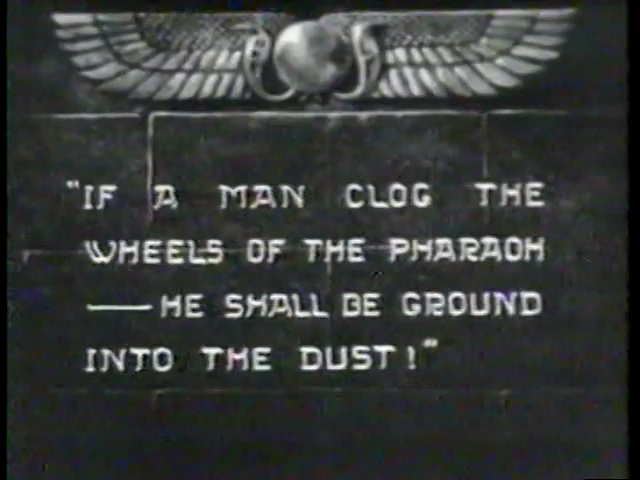 "IF A MAN CLOG THE
WHEELS OF THE PHARAOH
— HE SHALL BE GROUND
INTO THE DUST!"